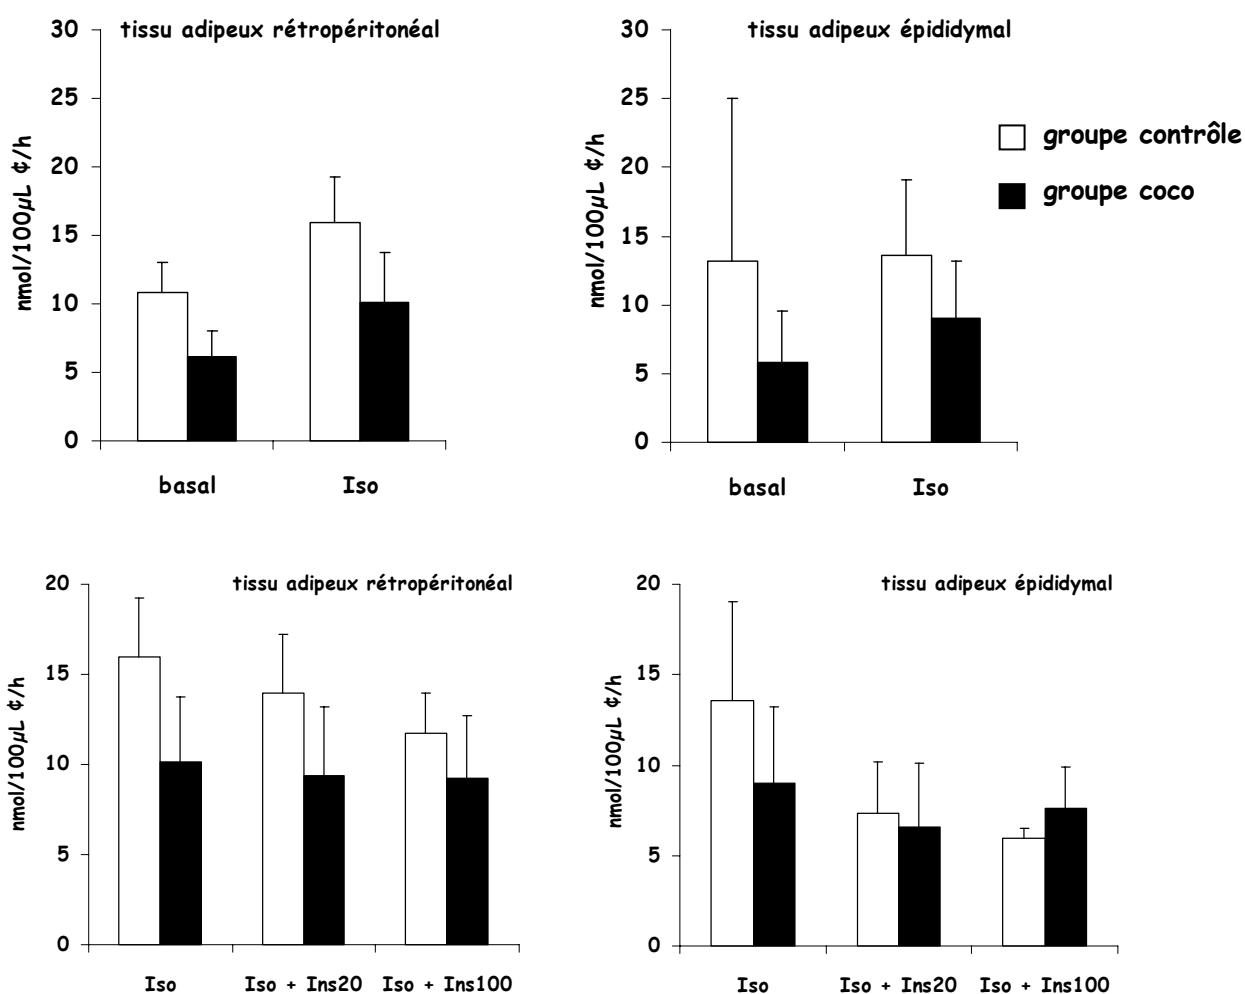 tissu adipeux rétropéritonéal
30
25
20
15
10
5
0
nmol/100µL ¢/h
basal Iso
tissu adipeux épididymal
30
25
20
15
10
5
0
nmol/100µL ¢/h
basal Iso
groupe contrôle
groupe coco
tissu adipeux rétropéritonéal
20
15
10
5
0
nmol/100µL ¢/h
Iso Iso + Ins20 Iso + Ins100
tissu adipeux épididymal
20
15
10
5
0
nmol/100µL ¢/h
Iso Iso + Ins20 Iso + Ins100